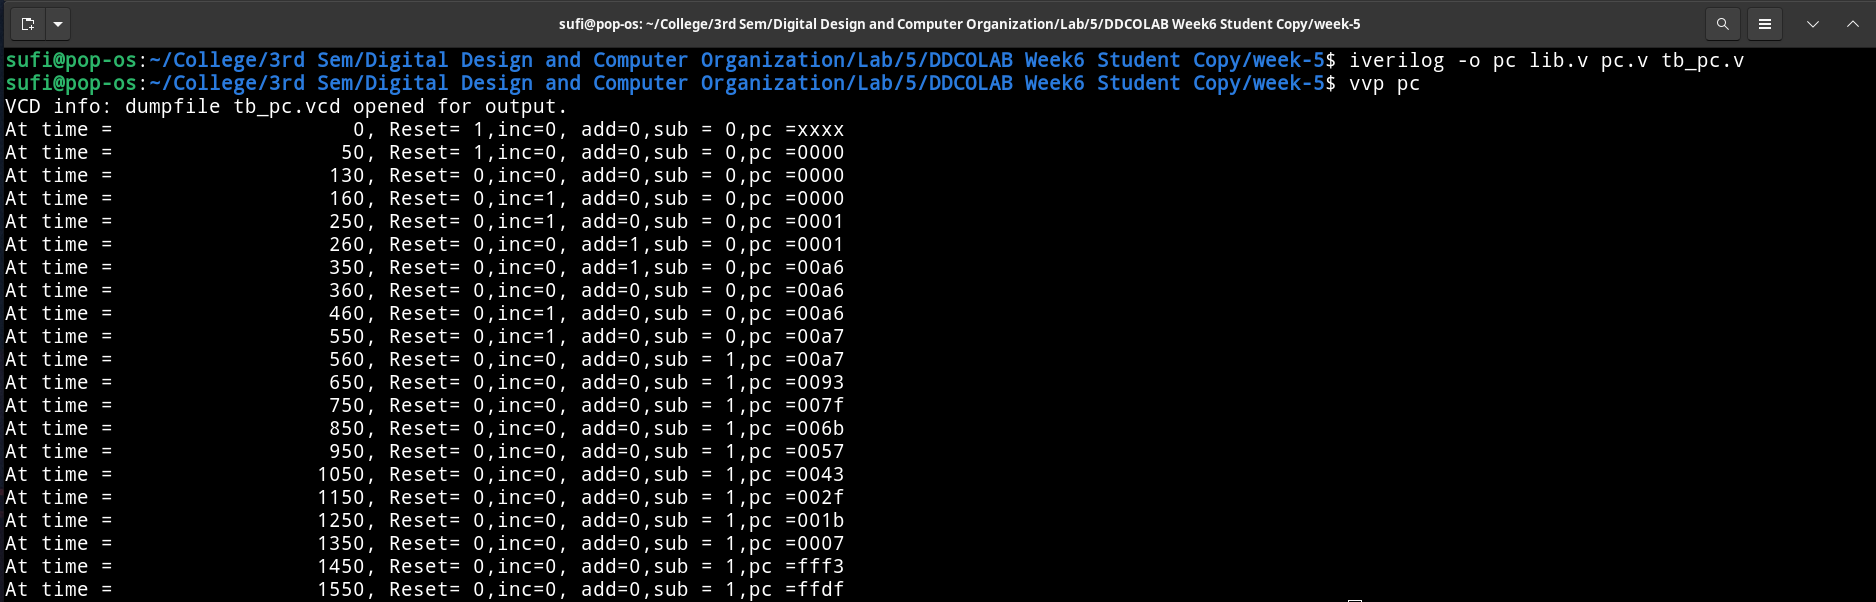 sufi@pop-os: ~/College/3rd Sem/Digital Design and Computer Organization/Lab/5/DDCOLAB Week6 Student Copy/week-5
sufi@pop-os:~/College/3rd Sem/Digital Design and Computer Organization/Lab/5/DDCOLAB Week6 Student Copy/week-5$ iverilog -o pc lib.v pc.v tb_pc.v
sufi@pop-os:~/College/3rd Sem/Digital Design and Computer Organization/Lab/5/DDCOLAB Week6 Student Copy/week-5$ vvp pc
VCD info: dumpfile tb_pc.vcd opened for output.
At time =                    0, Reset= 1,inc=0, add=0,sub = 0,pc =xxxx
At time =                   50, Reset= 1,inc=0, add=0,sub = 0,pc =0000
At time =                  130, Reset= 0,inc=0, add=0,sub = 0,pc =0000
At time =                  160, Reset= 0,inc=1, add=0,sub = 0,pc =0000
At time =                  250, Reset= 0,inc=1, add=0,sub = 0,pc =0001
At time =                  260, Reset= 0,inc=0, add=1,sub = 0,pc =0001
At time =                  350, Reset= 0,inc=0, add=1,sub = 0,pc =00a6
At time =                  360, Reset= 0,inc=0, add=0,sub = 0,pc =00a6
At time =                  460, Reset= 0,inc=1, add=0,sub = 0,pc =00a6
At time =                  550, Reset= 0,inc=1, add=0,sub = 0,pc =00a7
At time =                  560, Reset= 0,inc=0, add=0,sub = 1,pc =00a7
At time =                  650, Reset= 0,inc=0, add=0,sub = 1,pc =0093
At time =                  750, Reset= 0,inc=0, add=0,sub = 1,pc =007f
At time =                  850, Reset= 0,inc=0, add=0,sub = 1,pc =006b
At time =                  950, Reset= 0,inc=0, add=0,sub = 1,pc =0057
At time =                 1050, Reset= 0,inc=0, add=0,sub = 1,pc =0043
At time =                 1150, Reset= 0,inc=0, add=0,sub = 1,pc =002f
At time =                 1250, Reset= 0,inc=0, add=0,sub = 1,pc =001b
At time =                 1350, Reset= 0,inc=0, add=0,sub = 1,pc =0007
At time =                 1450, Reset= 0,inc=0, add=0,sub = 1,pc =fff3
At time =                 1550, Reset= 0,inc=0, add=0,sub = 1,pc =ffdf